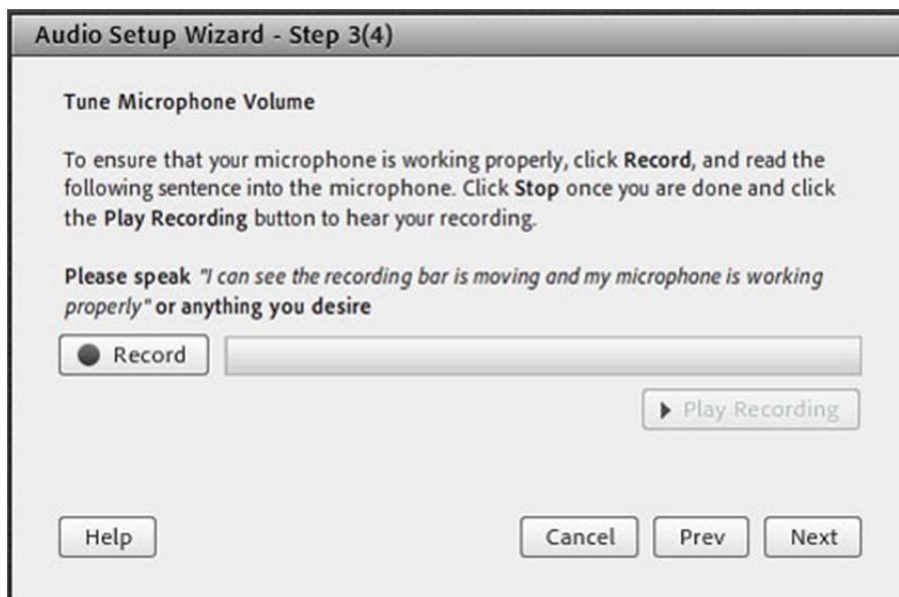 Audio Setup Wizard - Step 3(4)
Tune Microphone Volume
To ensure that your microphone is working properly, click Record, and read the
following sentence into the microphone. Click Stop once you are done and click
the Play Recording button to hear your recording.
Please speak "I can see the recording bar is moving and my microphone is working
properly" or anything you desire
Record
Play Recording
Help
Cancel
Prev
Next